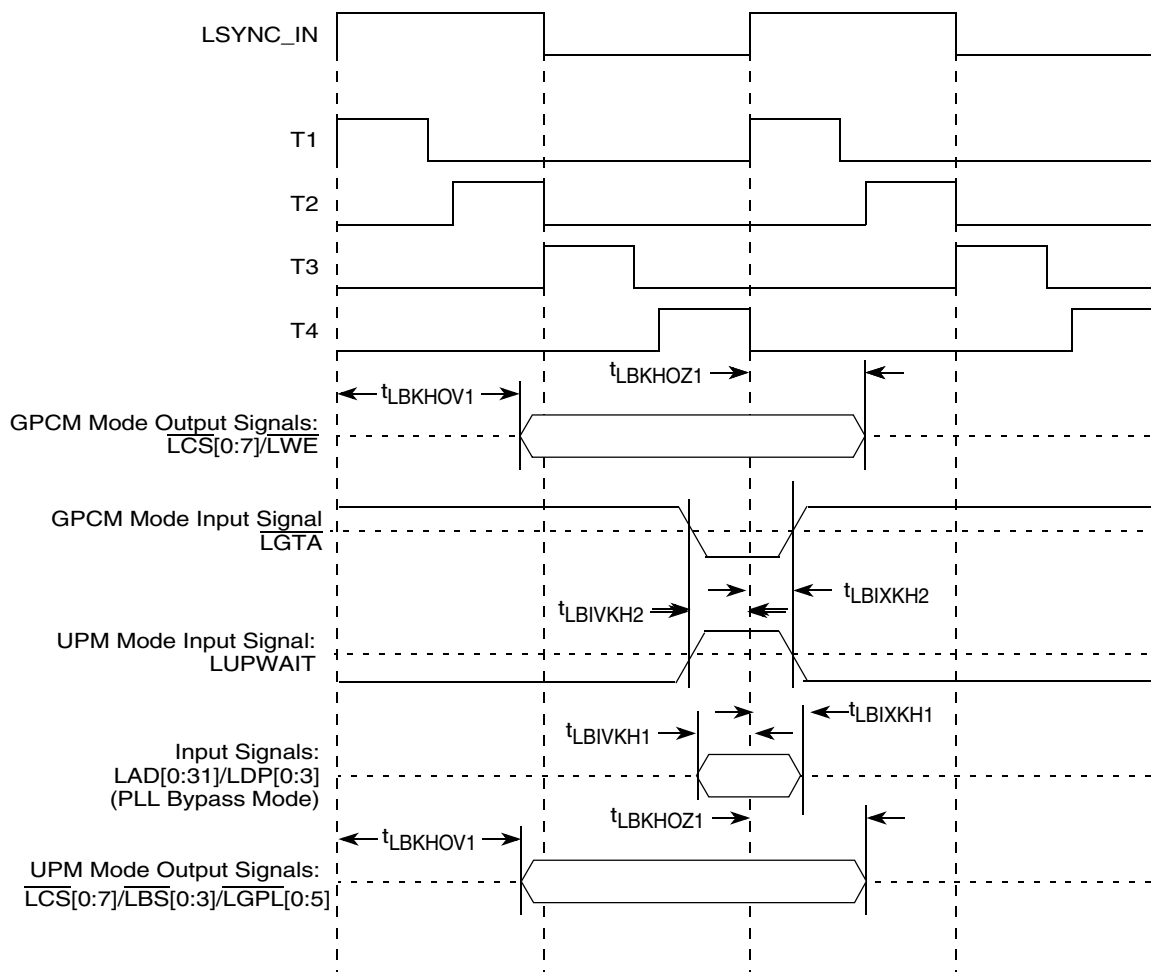 LSYNC_IN
T1
T2
T3
T4
tLBKHOZ1
tLBKHOV1
GPCM Mode Output Signals:
LCS[0:7]/LWE
GPCM Mode Input Signal
LGTA
tLBIXKH2
tLBIVKH2
UPM Mode Input Signal:
LUPWAIT
tLBIXKH1
tLBIVKH1
Input Signals:
LAD[0:31]/LDP[0:3]
(PLL Bypass Mode)
tLBKHOZ1
tLBKHOV1
UPM Mode Output Signals:
LCS[0:7]/LBS[0:3]/LGPL[0:5]